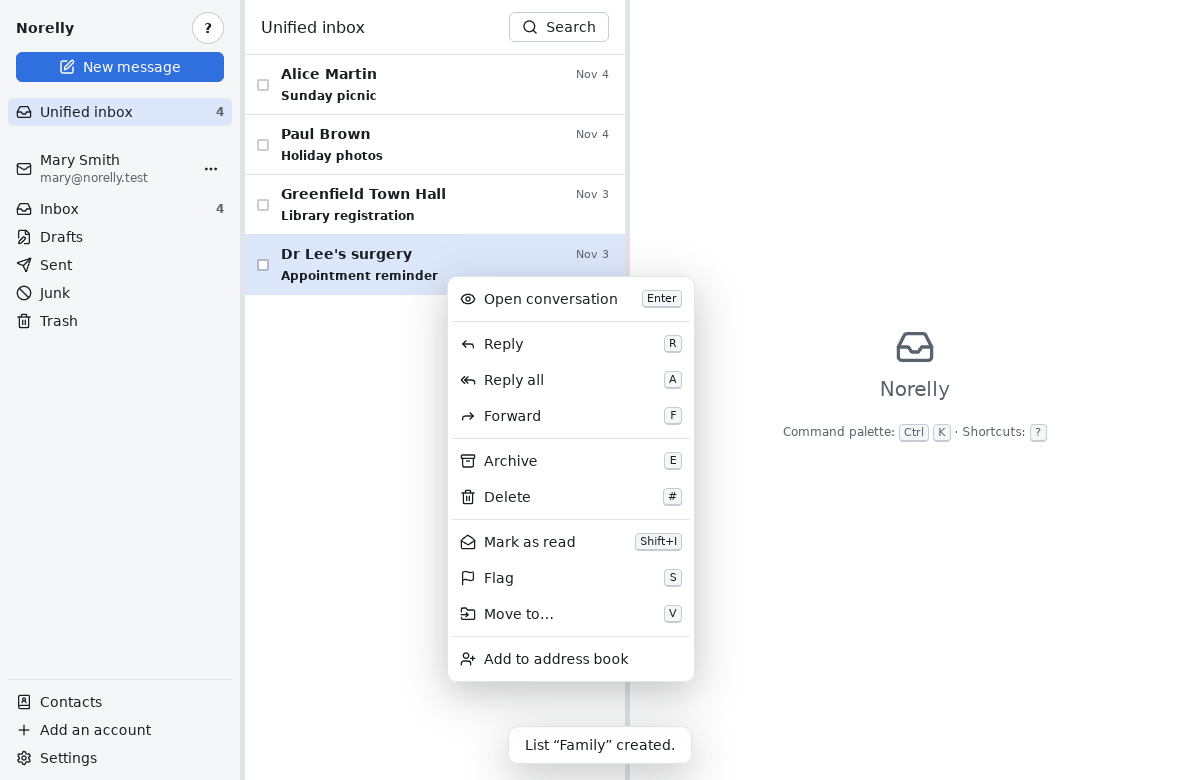 Norelly
?
New message
Unified inbox 4
Mary Smith
mary@norelly.test
Inbox 4
Drafts
Sent
Junk
Trash
Contacts
Add an account
Settings
Unified inbox
Search
Alice Martin Nov 4
Sunday picnic
Paul Brown Nov 4
Holiday photos
Greenfield Town Hall Nov 3
Library registration
Dr Lee's surgery Nov 3
Appointment reminder
Open conversation Enter
Reply R
Reply all A
Forward F
Archive E
Delete #
Mark as read Shift+I
Flag S
Move to… V
Add to address book
Norelly
Command palette: Ctrl K · Shortcuts: ?
List “Family” created.